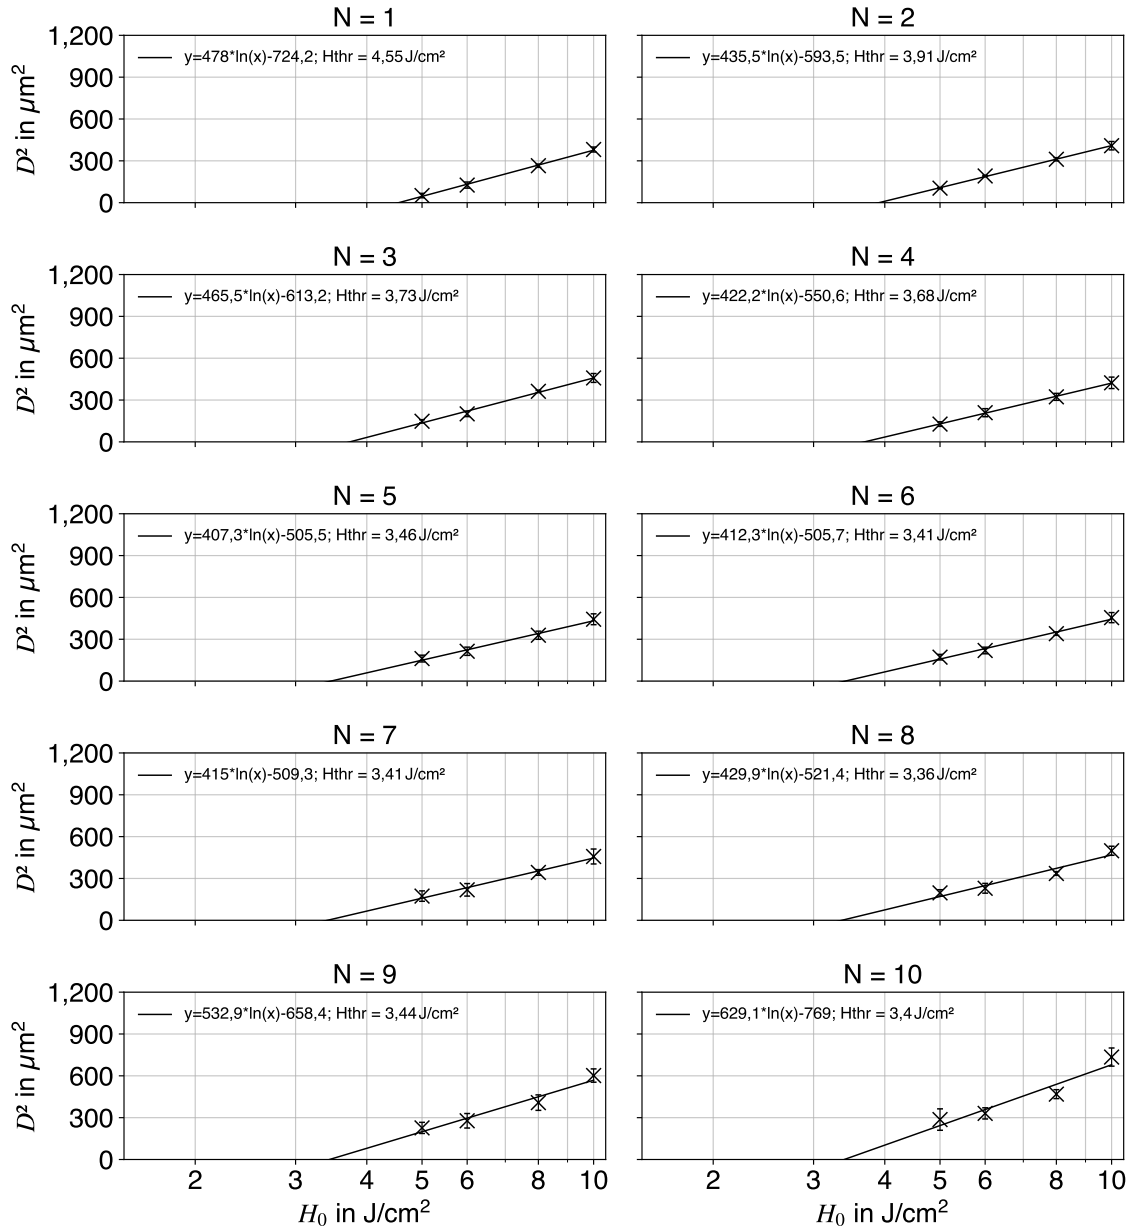 N = 1
N = 2
1,200
900
600
300
0
D² in µm²
y=478*ln(x)-724,2; Hthr = 4,55 J/cm²
y=435,5*ln(x)-593,5; Hthr = 3,91 J/cm²
N = 3
N = 4
1,200
900
600
300
0
D² in µm²
y=465,5*ln(x)-613,2; Hthr = 3,73 J/cm²
y=422,2*ln(x)-550,6; Hthr = 3,68 J/cm²
N = 5
N = 6
1,200
900
600
300
0
D² in µm²
y=407,3*ln(x)-505,5; Hthr = 3,46 J/cm²
y=412,3*ln(x)-505,7; Hthr = 3,41 J/cm²
N = 7
N = 8
1,200
900
600
300
0
D² in µm²
y=415*ln(x)-509,3; Hthr = 3,41 J/cm²
y=429,9*ln(x)-521,4; Hthr = 3,36 J/cm²
N = 9
N = 10
1,200
900
600
300
0
D² in µm²
y=532,9*ln(x)-658,4; Hthr = 3,44 J/cm²
y=629,1*ln(x)-769; Hthr = 3,4 J/cm²
2 3 4 5 6 8 10
2 3 4 5 6 8 10
H₀ in J/cm²
H₀ in J/cm²